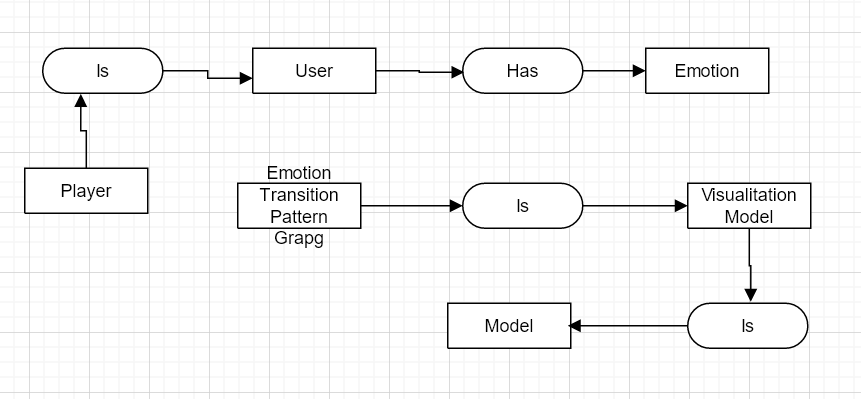 Is
User
Has
Emotion
Player
Emotion
Transition
Pattern
Grapg
Is
Visualitation
Model
Model
Is